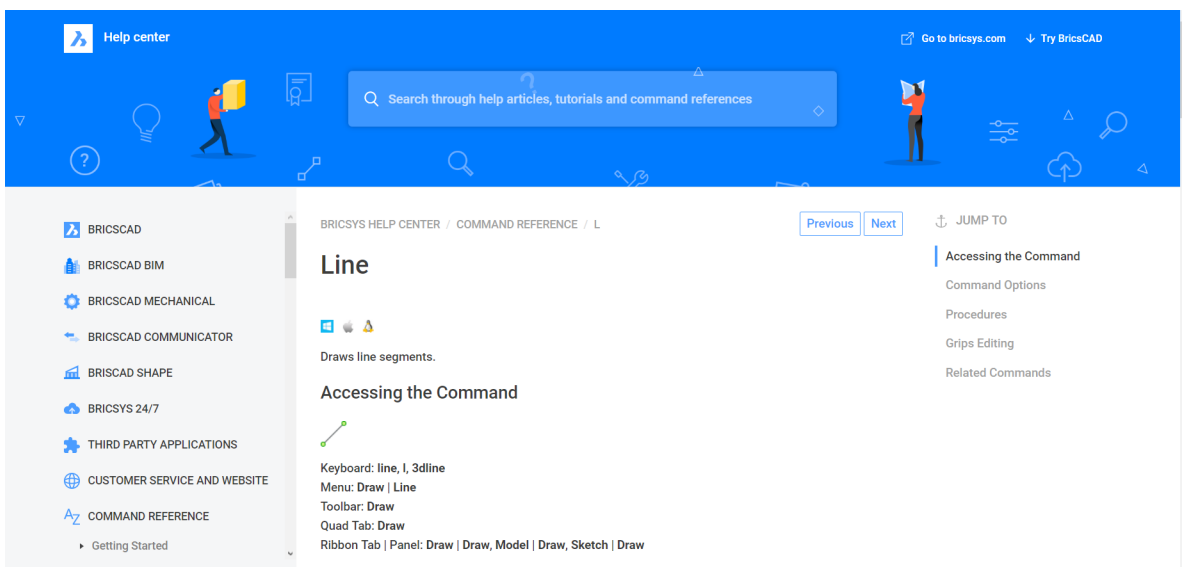 Help center
Go to bricsys.com
Try BricsCAD
Search through help articles, tutorials and command references
BRICSCAD
BRICSCAD BIM
BRICSCAD MECHANICAL
BRICSCAD COMMUNICATOR
BRISCAD SHAPE
BRICSYS 24/7
THIRD PARTY APPLICATIONS
CUSTOMER SERVICE AND WEBSITE
COMMAND REFERENCE
Getting Started
BRICSYS HELP CENTER / COMMAND REFERENCE / L
Previous
Next
Line
Draws line segments.
Accessing the Command
Keyboard: line, l, 3dline
Menu: Draw | Line
Toolbar: Draw
Quad Tab: Draw
Ribbon Tab | Panel: Draw | Draw, Model | Draw, Sketch | Draw
JUMP TO
Accessing the Command
Command Options
Procedures
Grips Editing
Related Commands